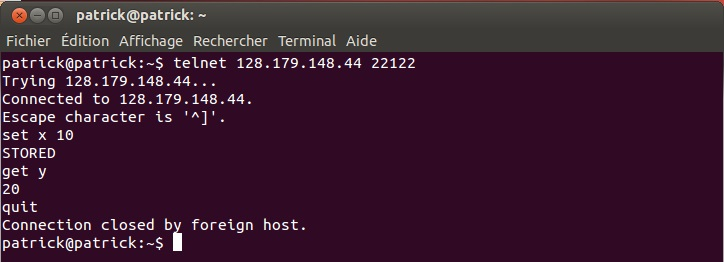 patrick@patrick: ~
Fichier Édition Affichage Rechercher Terminal Aide
patrick@patrick:~$ telnet 128.179.148.44 22122
Trying 128.179.148.44...
Connected to 128.179.148.44.
Escape character is '^]'.
set x 10
STORED
get y
20
quit
Connection closed by foreign host.
patrick@patrick:~$